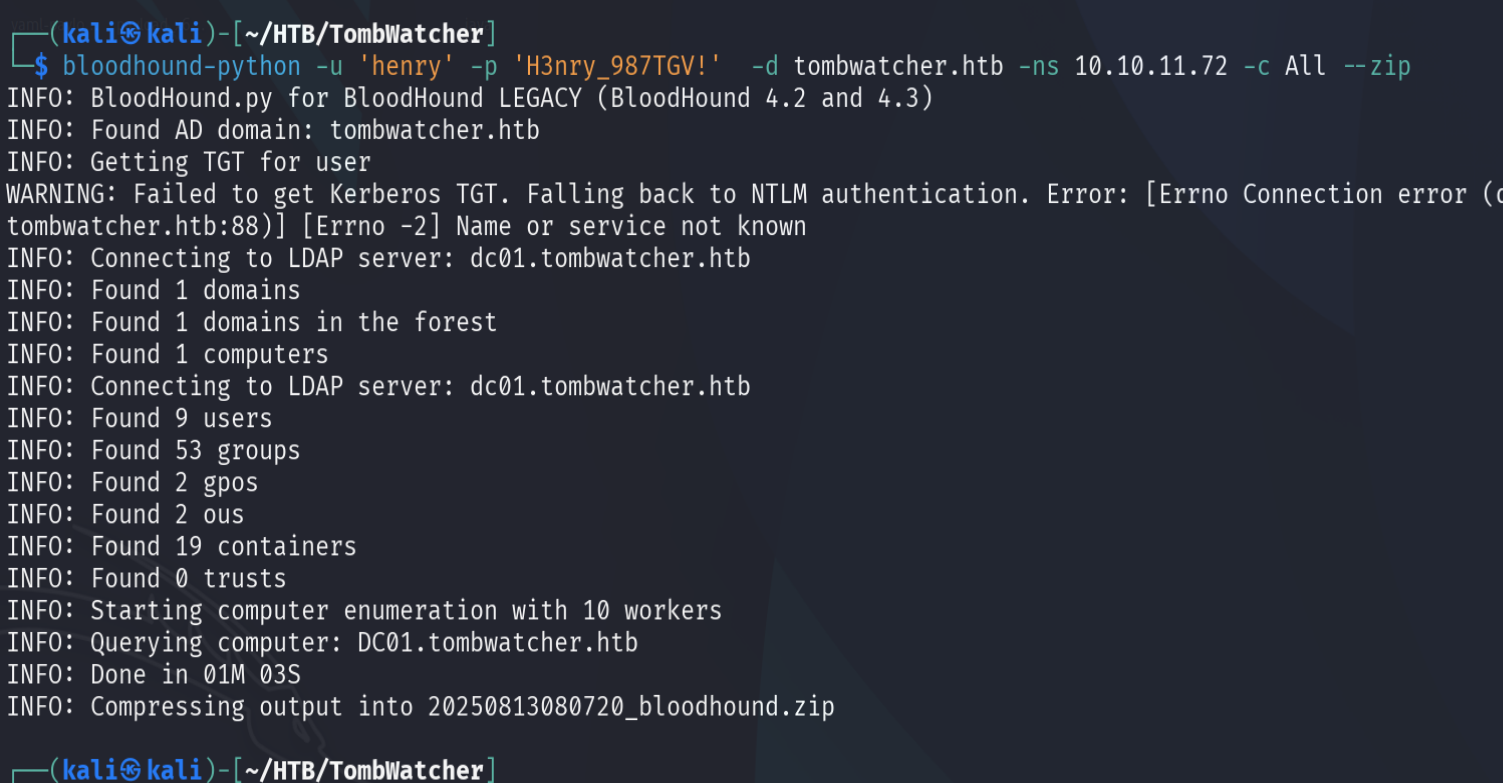 ┌──(kali㉿kali)-[~/HTB/TombWatcher]
└─$ bloodhound-python -u 'henry' -p 'H3nry_987TGV!'  -d tombwatcher.htb -ns 10.10.11.72 -c All --zip
INFO: BloodHound.py for BloodHound LEGACY (BloodHound 4.2 and 4.3)
INFO: Found AD domain: tombwatcher.htb
INFO: Getting TGT for user
WARNING: Failed to get Kerberos TGT. Falling back to NTLM authentication. Error: [Errno Connection error (
tombwatcher.htb:88)] [Errno -2] Name or service not known
INFO: Connecting to LDAP server: dc01.tombwatcher.htb
INFO: Found 1 domains
INFO: Found 1 domains in the forest
INFO: Found 1 computers
INFO: Connecting to LDAP server: dc01.tombwatcher.htb
INFO: Found 9 users
INFO: Found 53 groups
INFO: Found 2 gpos
INFO: Found 2 ous
INFO: Found 19 containers
INFO: Found 0 trusts
INFO: Starting computer enumeration with 10 workers
INFO: Querying computer: DC01.tombwatcher.htb
INFO: Done in 01M 03S
INFO: Compressing output into 20250813080720_bloodhound.zip
┌──(kali㉿kali)-[~/HTB/TombWatcher]